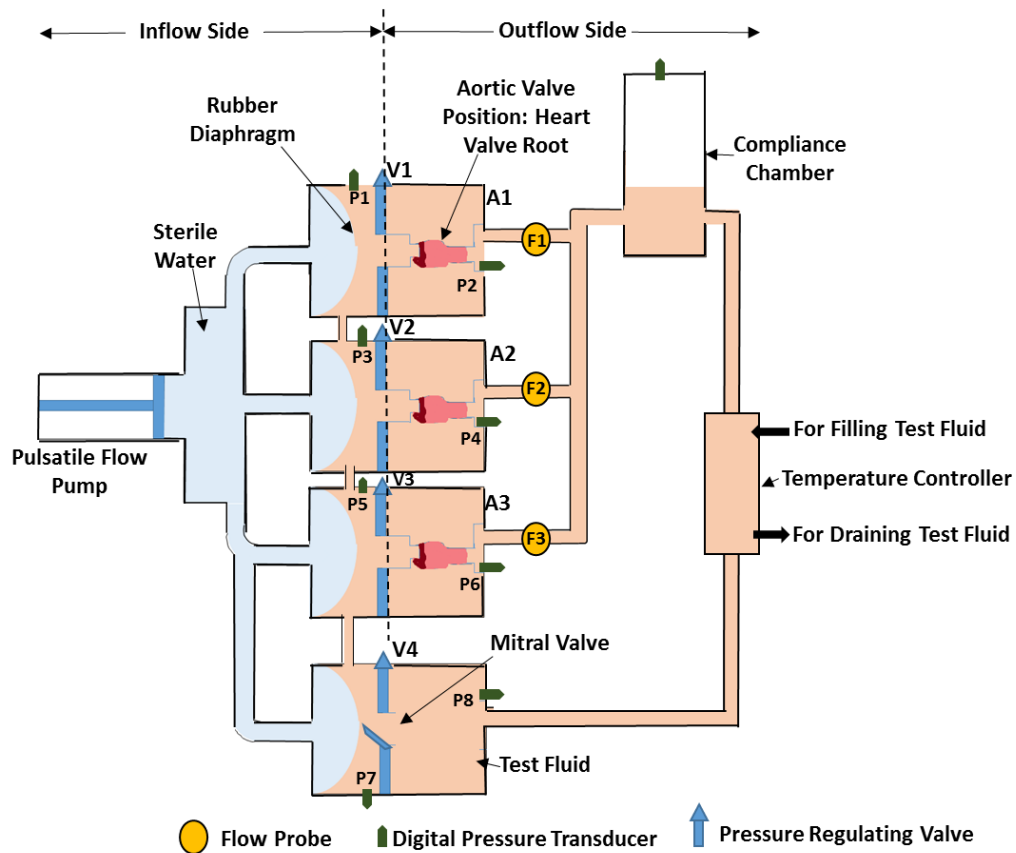 Inflow Side
Outflow Side
Aortic Valve
Position: Heart
Valve Root
Rubber
Diaphragm
Compliance
Chamber
V1
P1
A1
F1
P2
Sterile
Water
V2
P3
A2
F2
P4
Pulsatile Flow
Pump
V3
P5
A3
F3
P6
For Filling Test Fluid
Temperature Controller
For Draining Test Fluid
V4
Mitral Valve
P8
P7
Test Fluid
Flow Probe
Digital Pressure Transducer
Pressure Regulating Valve